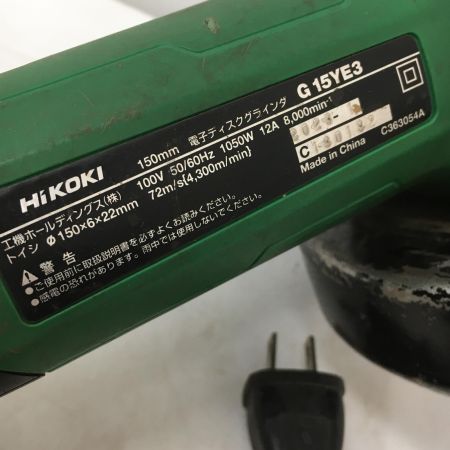 HiKOKI
150mm 電子ディスクグラインダ G 15YE3
100V 50/60Hz 1050W 12A 8,000min⁻¹
工機ホールディングス(株) 72m/s{4,300m/min}
トイシ φ150×6×22mm
警告
●ご使用前に取扱説明書を必ずよくお読みください。
●感電の恐れがあります。雨中では使用しないでください。
Made in China
C363054A